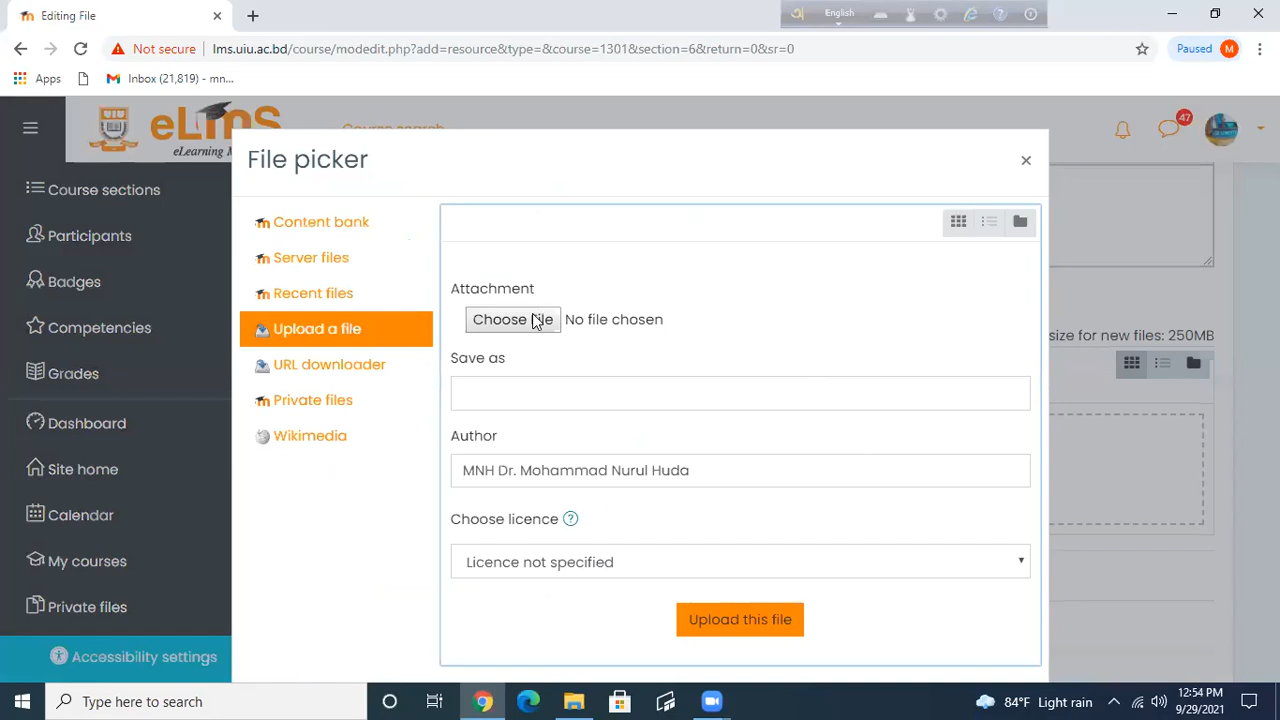 Editing File
English
Not secure
lms.uiu.ac.bd/course/modedit.php?add=resource&type=&course=1301&section=6&return=0&sr=0
Paused M
Apps
Inbox (21,819) - mn...
eLmS
47
File picker
Course sections
Content bank
Participants
Server files
Recent files
Attachment
Badges
Choose file No file chosen
Competencies
Upload a file
size for new files: 250MB
Save as
Grades
URL downloader
Private files
Dashboard
Author
Wikimedia
Site home
MNH Dr. Mohammad Nurul Huda
Calendar
Choose licence ?
My courses
Licence not specified
Private files
Upload this file
Accessibility settings
Type here to search
84°F Light rain
12:54 PM
9/29/2021